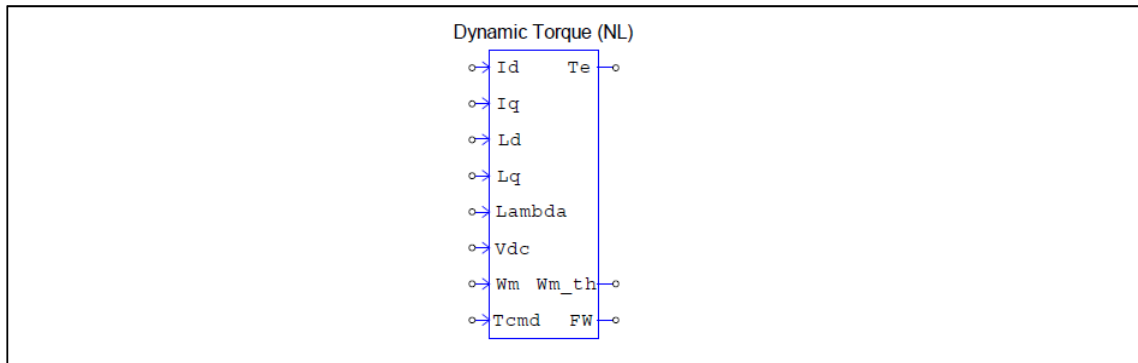 Dynamic Torque (NL)
Id Te
Iq
Ld
Lq
Lambda
Vdc
Wm Wm_th
Tcmd FW